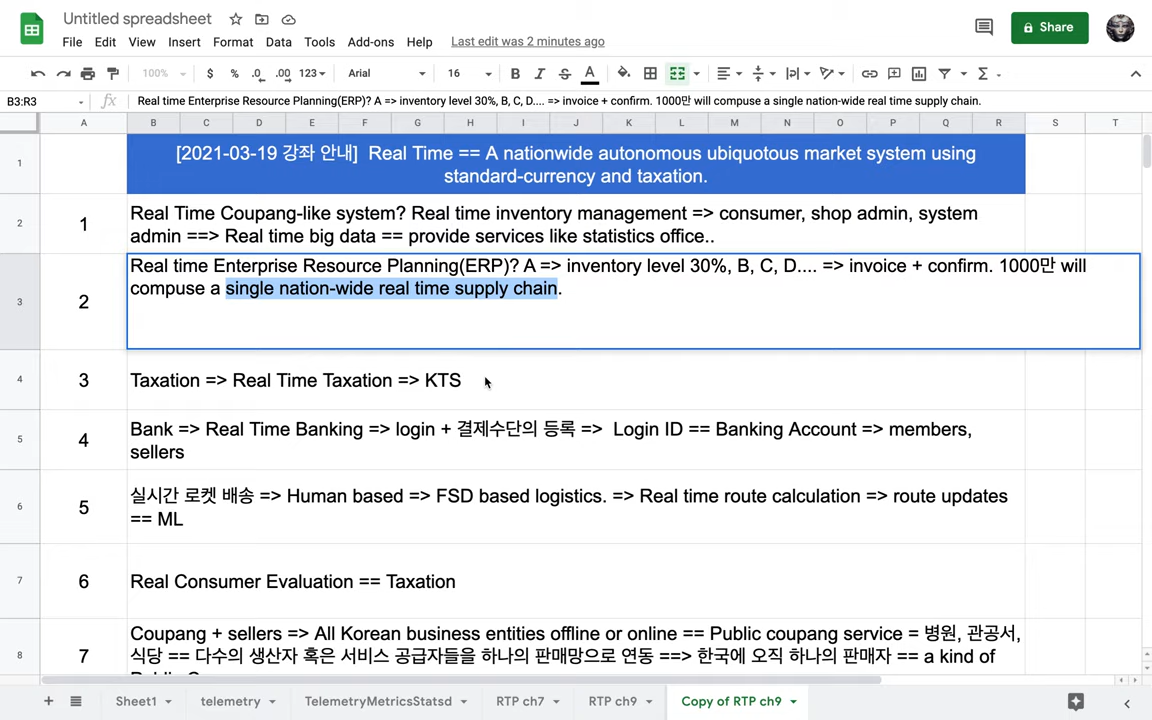 Untitled spreadsheet
File Edit View Insert Format Data Tools Add-ons Help Last edit was 2 minutes ago
Share
100% $ % .0 .00 123 Arial 16 B I S A Σ
B3:R3 fx Real time Enterprise Resource Planning(ERP)? A => inventory level 30%, B, C, D.... => invoice + confirm. 1000만 will compuse a single nation-wide real time supply chain.
A B C D E F G H I J K L M N O P Q R S T
1 [2021-03-19 강좌 안내] Real Time == A nationwide autonomous ubiquotous market system using
standard-currency and taxation.
2 1 Real Time Coupang-like system? Real time inventory management => consumer, shop admin, system
admin ==> Real time big data == provide services like statistics office..
3 2 Real time Enterprise Resource Planning(ERP)? A => inventory level 30%, B, C, D.... => invoice + confirm. 1000만 will
compuse a single nation-wide real time supply chain.
4 3 Taxation => Real Time Taxation => KTS
5 4 Bank => Real Time Banking => login + 결제수단의 등록 => Login ID == Banking Account => members,
sellers
6 5 실시간 로켓 배송 => Human based => FSD based logistics. => Real time route calculation => route updates
== ML
7 6 Real Consumer Evaluation == Taxation
8 7 Coupang + sellers => All Korean business entities offline or online == Public coupang service = 병원, 관공서,
식당 == 다수의 생산자 혹은 서비스 공급자들을 하나의 판매망으로 연동 ==> 한국에 오직 하나의 판매자 == a kind of
Sheet1 telemetry TelemetryMetricsStatsd RTP ch7 RTP ch9 Copy of RTP ch9